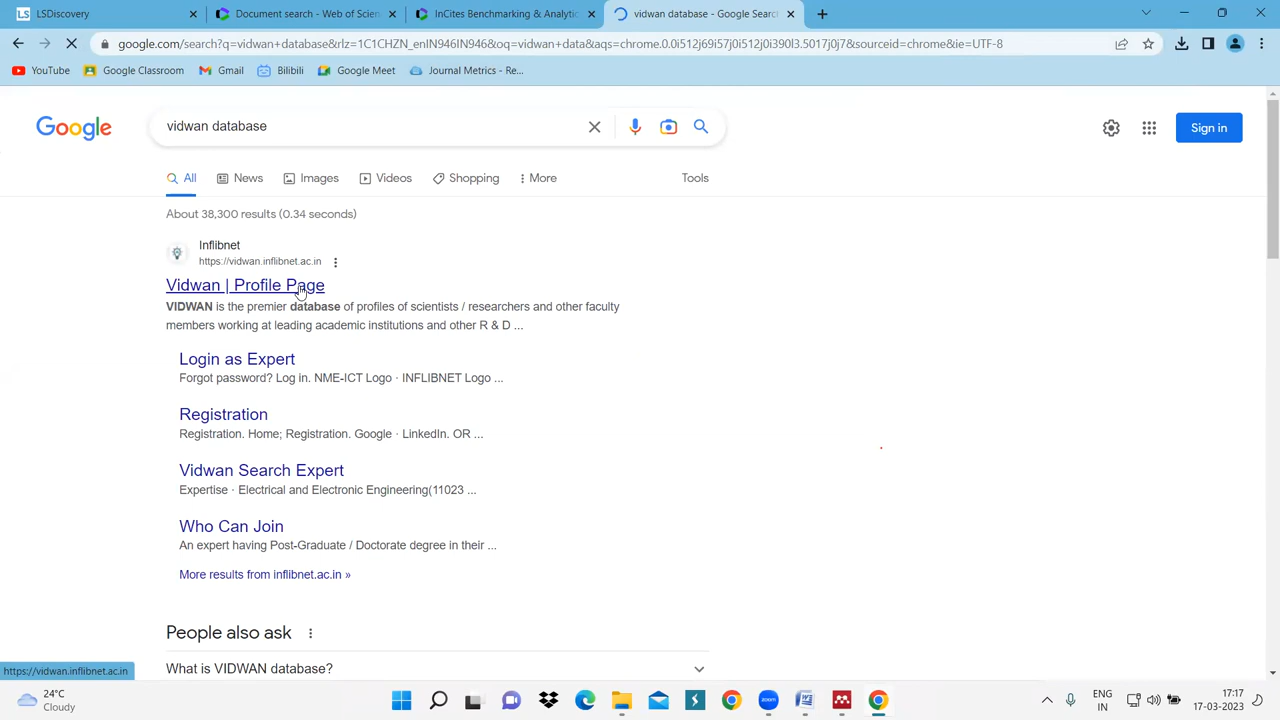 LS LSDiscovery
Document search - Web of Scien
InCites Benchmarking & Analytic
vidwan database - Google Search
google.com/search?q=vidwan+database&rlz=1C1CHZN_enIN946IN946&oq=vidwan+data&aqs=chrome.0.0i512j69i57j0i512j0i390l3.5017j0j7&sourceid=chrome&ie=UTF-8
YouTube
Google Classroom
Gmail
Bilibili
Google Meet
Journal Metrics - Re...
Google
vidwan database
Sign in
All
News
Images
Videos
Shopping
More
Tools
About 38,300 results (0.34 seconds)
Inflibnet
https://vidwan.inflibnet.ac.in
Vidwan | Profile Page
VIDWAN is the premier database of profiles of scientists / researchers and other faculty
members working at leading academic institutions and other R & D ...
Login as Expert
Forgot password? Log in. NME-ICT Logo · INFLIBNET Logo ...
Registration
Registration. Home; Registration. Google · LinkedIn. OR ...
Vidwan Search Expert
Expertise · Electrical and Electronic Engineering(11023 ...
Who Can Join
An expert having Post-Graduate / Doctorate degree in their ...
More results from inflibnet.ac.in »
People also ask
What is VIDWAN database?
https://vidwan.inflibnet.ac.in
24°C
Cloudy
zoom
ENG
IN
17:17
17-03-2023